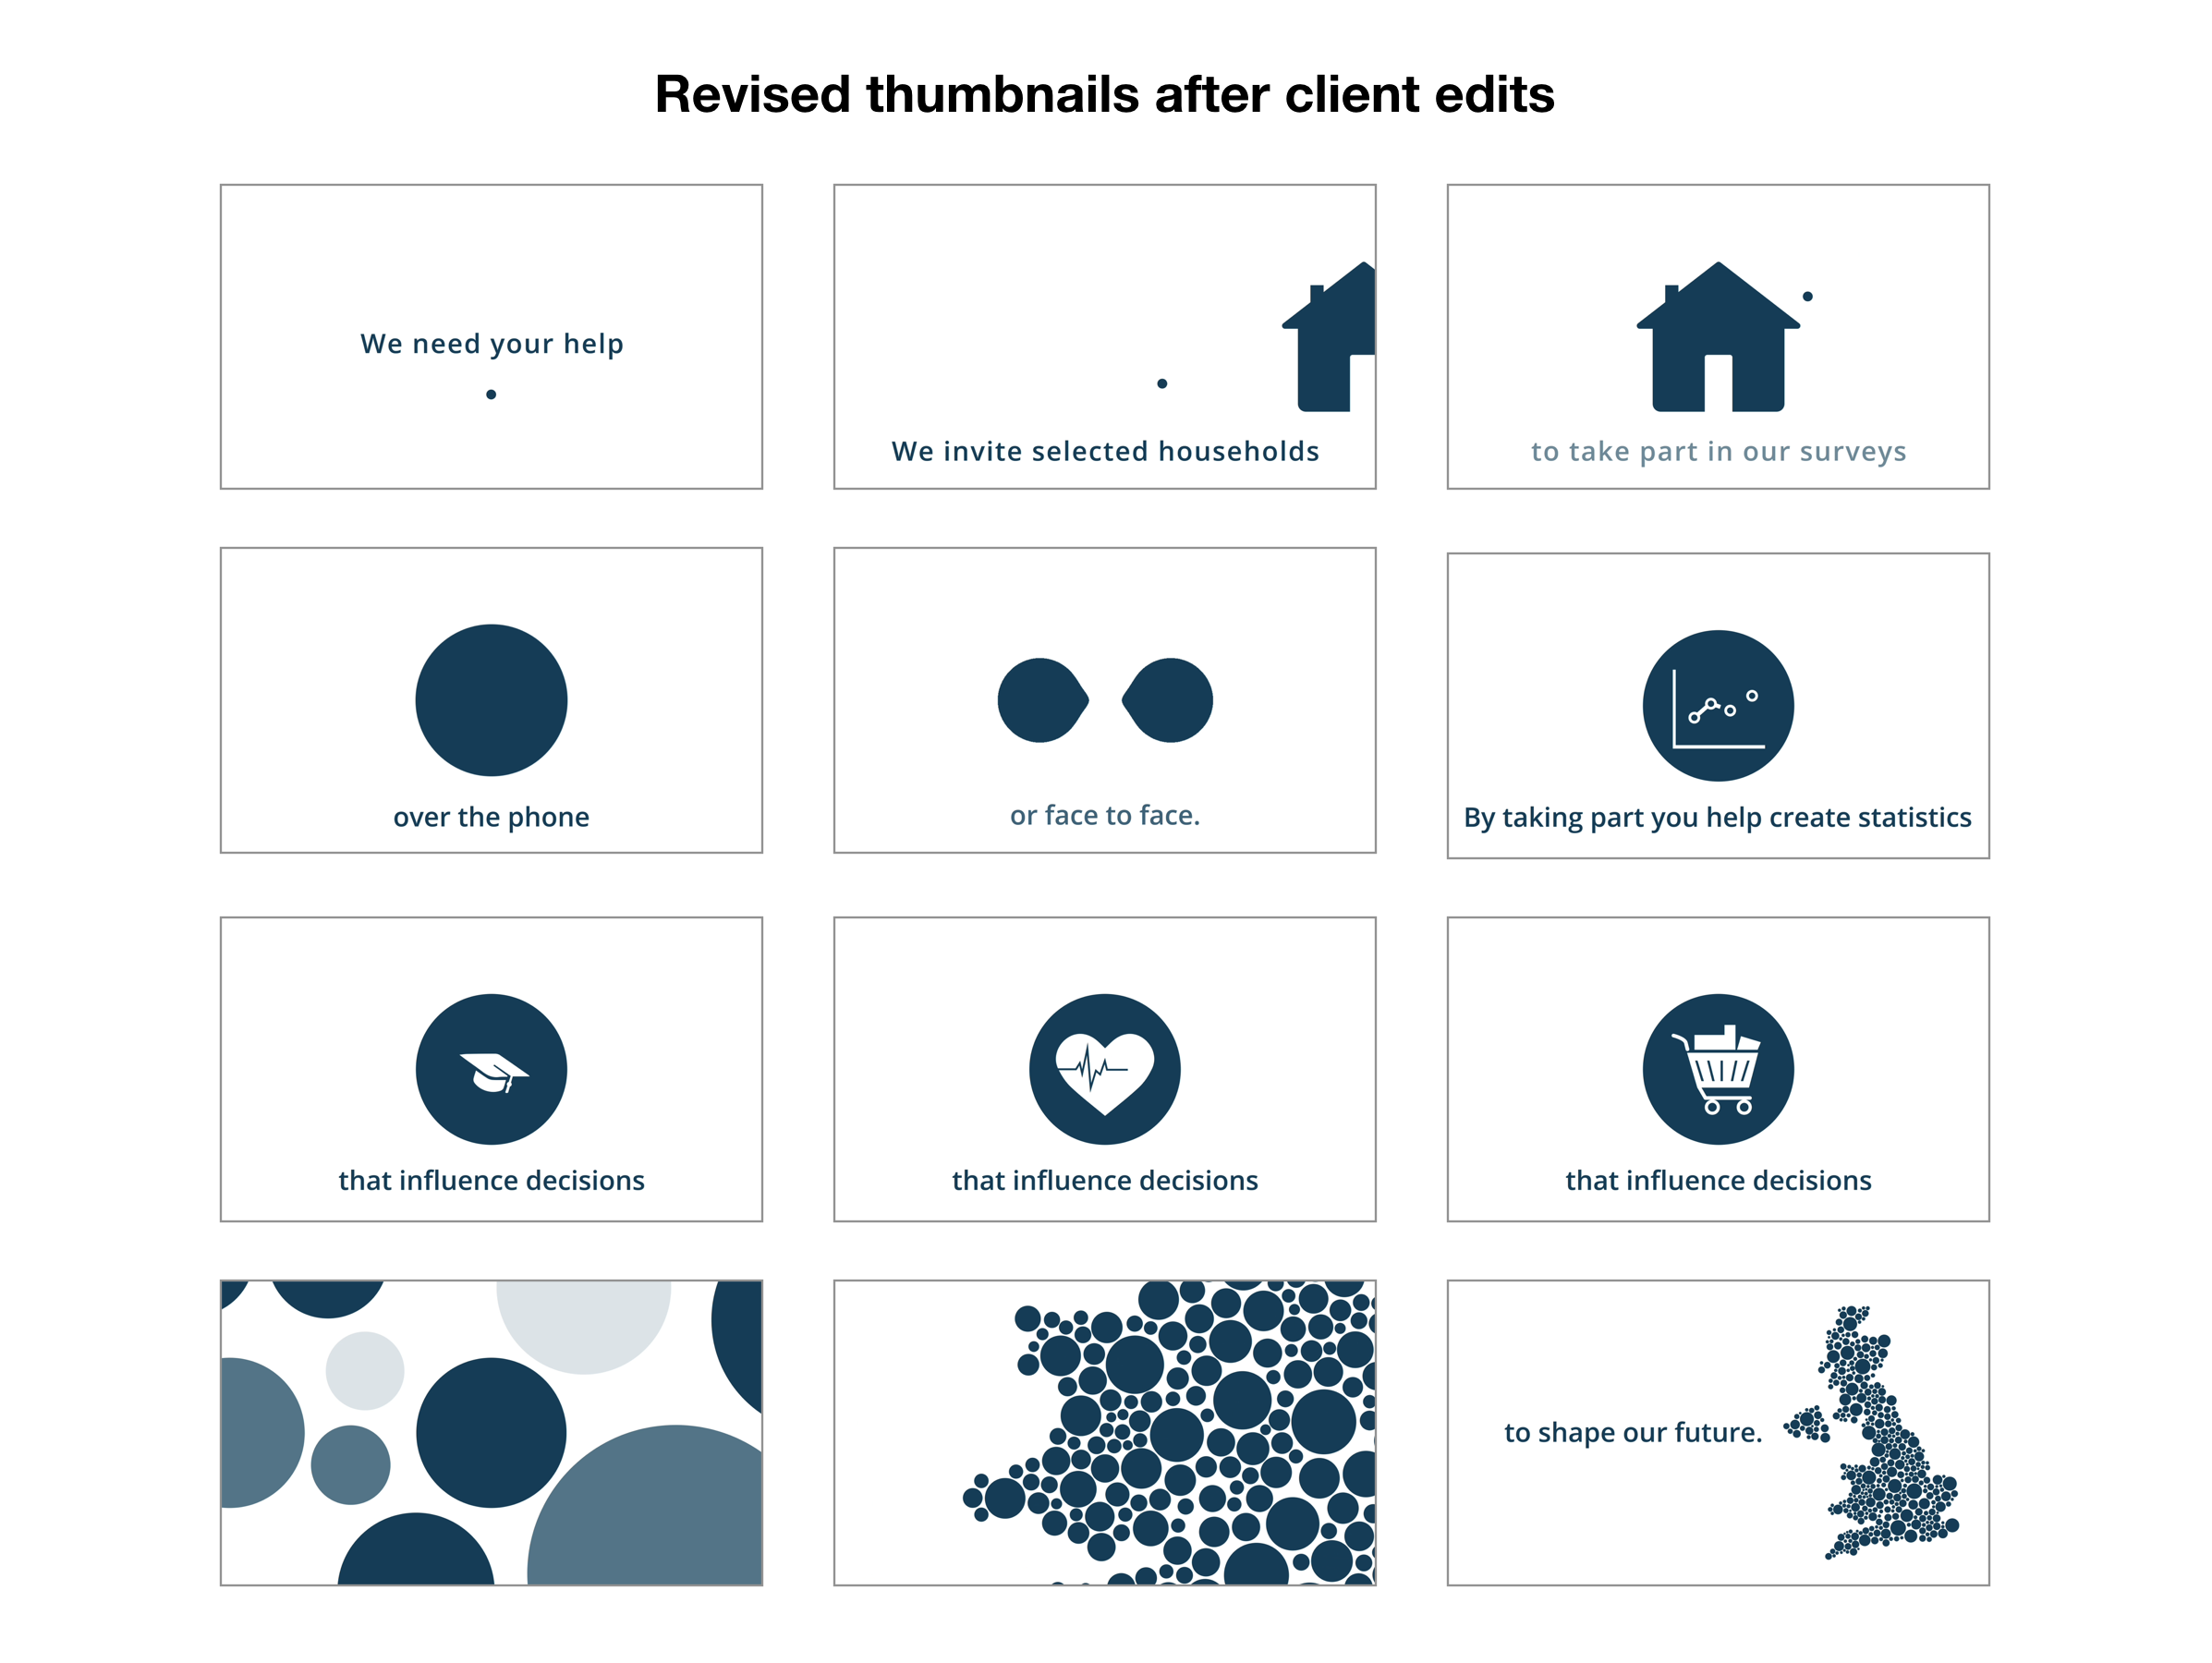 Revised thumbnails after client edits
We need your help
We invite selected households
to take part in our surveys
over the phone
or face to face.
By taking part you help create statistics
that influence decisions
that influence decisions
that influence decisions
to shape our future.